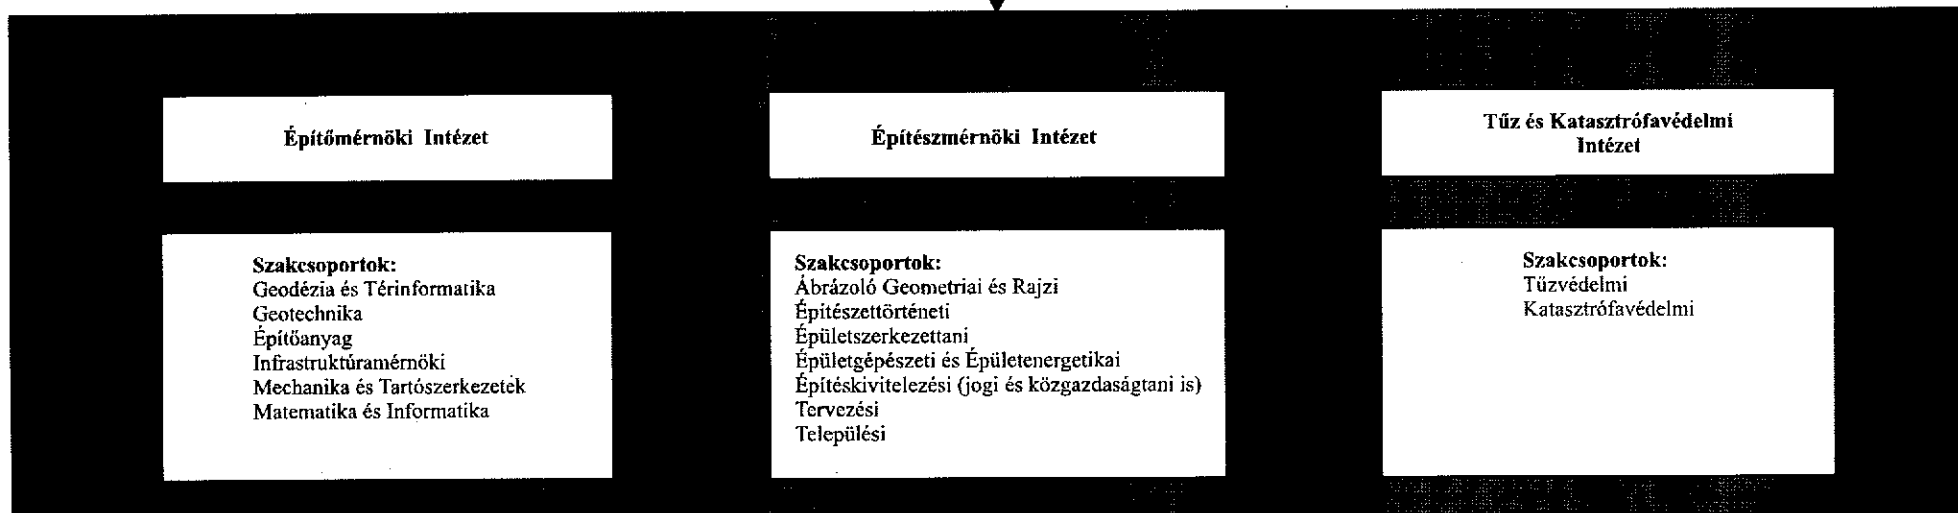 Építőmérnöki Intézet
Szakcsoportok:
Geodézia és Térinformatika
Geotechnika
Építőanyag
Infrastruktúramérnöki
Mechanika és Tartószerkezetek
Matematika és Informatika
Építészmérnöki Intézet
Szakcsoportok:
Ábrázoló Geometriai és Rajzi
Építészettörténeti
Épületszerkezettani
Épületgépészeti és Épületenergetikai
Építéskivitelezési (jogi és közgazdaságtani is)
Tervezési
Települési
Tűz és Katasztrófavédelmi
Intézet
Szakcsoportok:
Tűzvédelmi
Katasztrófavédelmi